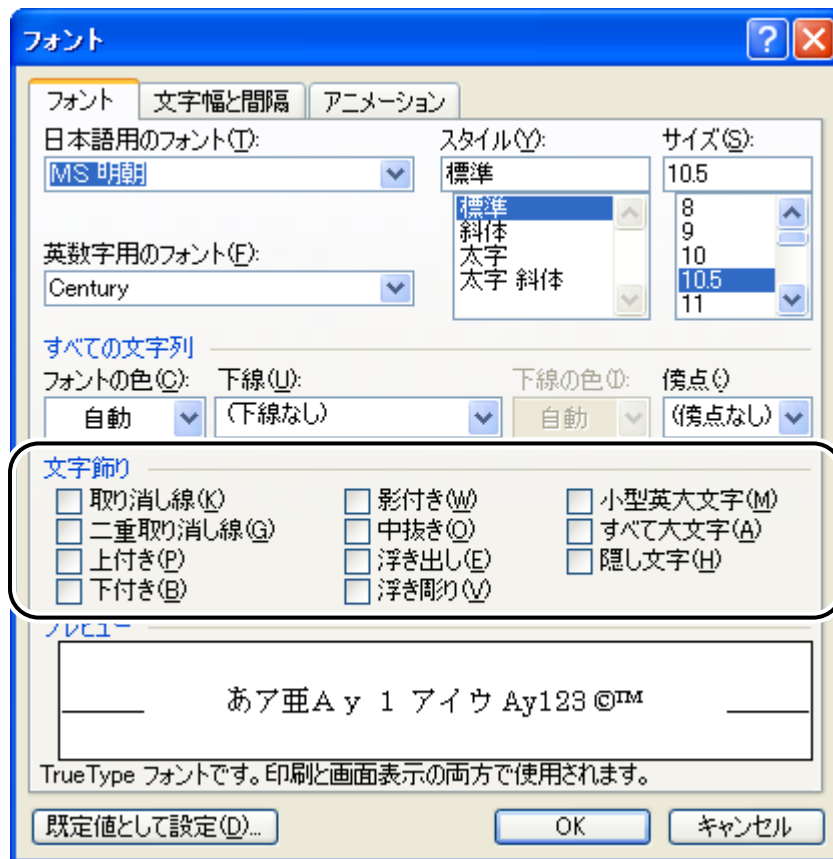 フォント
フォント 文字幅と間隔 アニメーション
日本語用のフォント(T): スタイル(Y): サイズ(S):
MS 明朝 標準 10.5
標準 8
斜体 9
太字 10
太字 斜体 10.5
11
英数字用のフォント(F):
Century
すべての文字列
フォントの色(C): 下線(U): 下線の色(I): 傍点(·)
自動 (下線なし) 自動 (傍点なし)
文字飾り
取り消し線(K) 影付き(W) 小型英大文字(M)
二重取り消し線(G) 中抜き(O) すべて大文字(A)
上付き(P) 浮き出し(E) 隠し文字(H)
下付き(B) 浮き彫り(V)
プレビュー
あア亜Ay 1 アイウ Ay123 ©™
TrueType フォントです。印刷と画面表示の両方で使用されます。
既定値として設定(D)... OK キャンセル